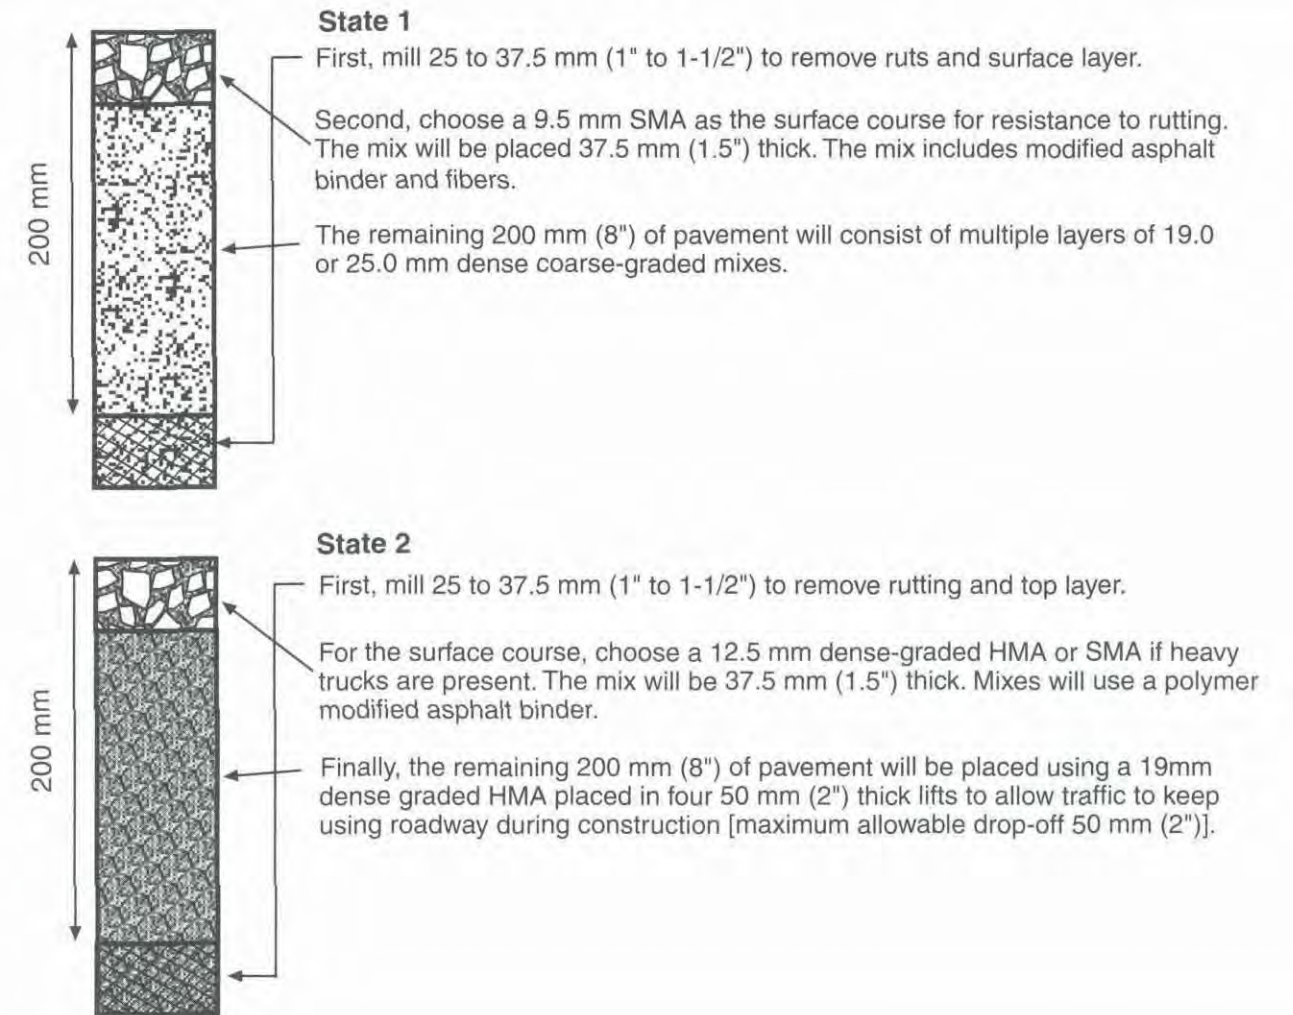 State 1
First, mill 25 to 37.5 mm (1" to 1-1/2") to remove ruts and surface layer.
Second, choose a 9.5 mm SMA as the surface course for resistance to rutting.
The mix will be placed 37.5 mm (1.5") thick. The mix includes modified asphalt
binder and fibers.
200 mm
The remaining 200 mm (8") of pavement will consist of multiple layers of 19.0
or 25.0 mm dense coarse-graded mixes.
State 2
First, mill 25 to 37.5 mm (1" to 1-1/2") to remove rutting and top layer.
For the surface course, choose a 12.5 mm dense-graded HMA or SMA if heavy
trucks are present. The mix will be 37.5 mm (1.5") thick. Mixes will use a polymer
modified asphalt binder.
200 mm
Finally, the remaining 200 mm (8") of pavement will be placed using a 19mm
dense graded HMA placed in four 50 mm (2") thick lifts to allow traffic to keep
using roadway during construction [maximum allowable drop-off 50 mm (2")].